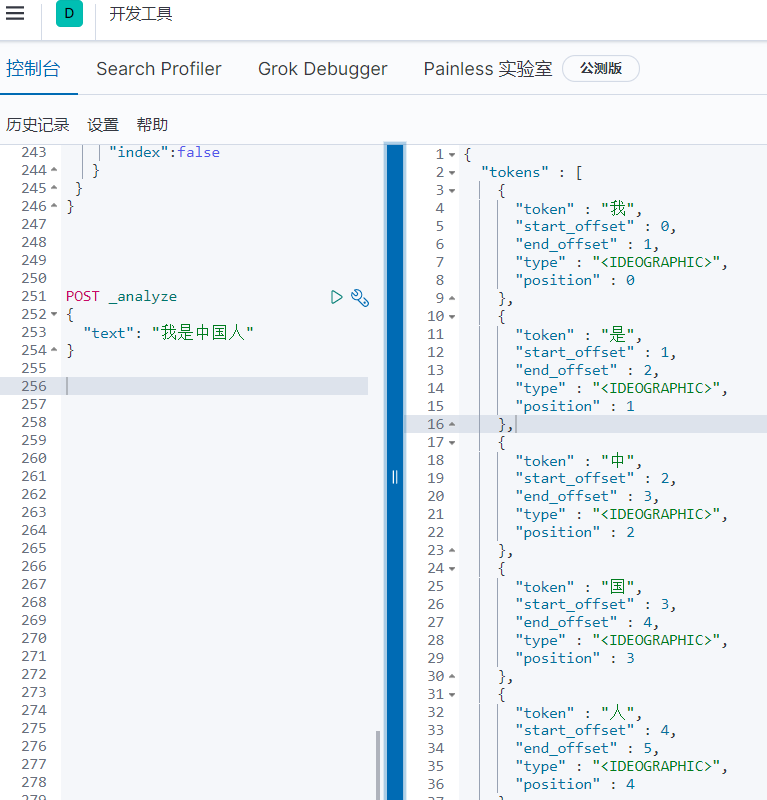 D 开发工具
控制台 Search Profiler Grok Debugger Painless 实验室 公测版
历史记录 设置 帮助
243 "index":false
244 }
245 }
246 }
247
248
249
250
251 POST _analyze
252 {
253 "text": "我是中国人"
254 }
255
256
257
258
259
260
261
262
263
264
265
266
267
268
269
270
271
272
273
274
275
276
277
278
279
1 {
2 "tokens" : [
3 {
4 "token" : "我",
5 "start_offset" : 0,
6 "end_offset" : 1,
7 "type" : "<IDEOGRAPHIC>",
8 "position" : 0
9 },
10 {
11 "token" : "是",
12 "start_offset" : 1,
13 "end_offset" : 2,
14 "type" : "<IDEOGRAPHIC>",
15 "position" : 1
16 },
17 {
18 "token" : "中",
19 "start_offset" : 2,
20 "end_offset" : 3,
21 "type" : "<IDEOGRAPHIC>",
22 "position" : 2
23 },
24 {
25 "token" : "国",
26 "start_offset" : 3,
27 "end_offset" : 4,
28 "type" : "<IDEOGRAPHIC>",
29 "position" : 3
30 },
31 {
32 "token" : "人",
33 "start_offset" : 4,
34 "end_offset" : 5,
35 "type" : "<IDEOGRAPHIC>",
36 "position" : 4
37 }